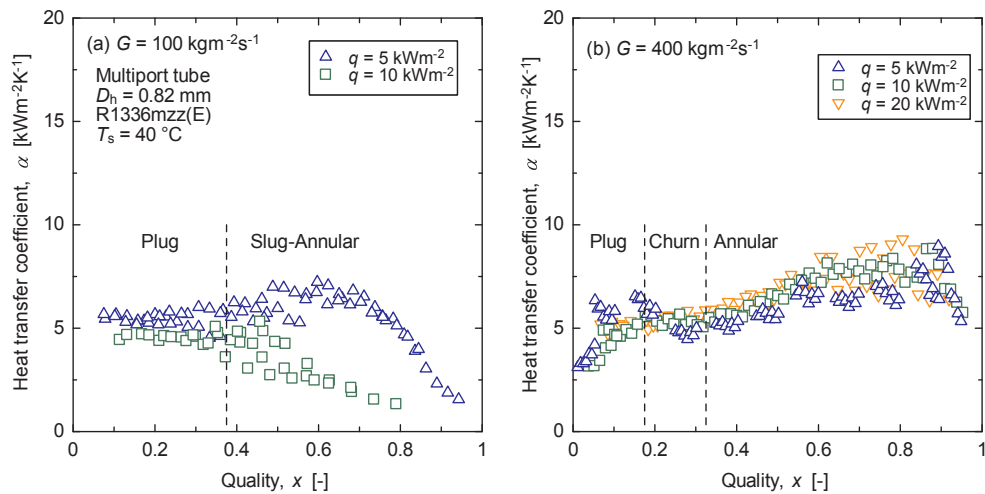 (a) G = 100 kgm-2s-1
Multiport tube
Dh = 0.82 mm
R1336mzz(E)
Ts = 40 °C
q = 5 kWm-2
q = 10 kWm-2
Plug
Slug-Annular
20
15
10
5
0
Heat transfer coefficient, α [kWm-2K-1]
0 0.2 0.4 0.6 0.8 1
Quality, x [-]
(b) G = 400 kgm-2s-1
q = 5 kWm-2
q = 10 kWm-2
q = 20 kWm-2
Plug
Churn
Annular
20
15
10
5
0
Heat transfer coefficient, α [kWm-2K-1]
0 0.2 0.4 0.6 0.8 1
Quality, x [-]